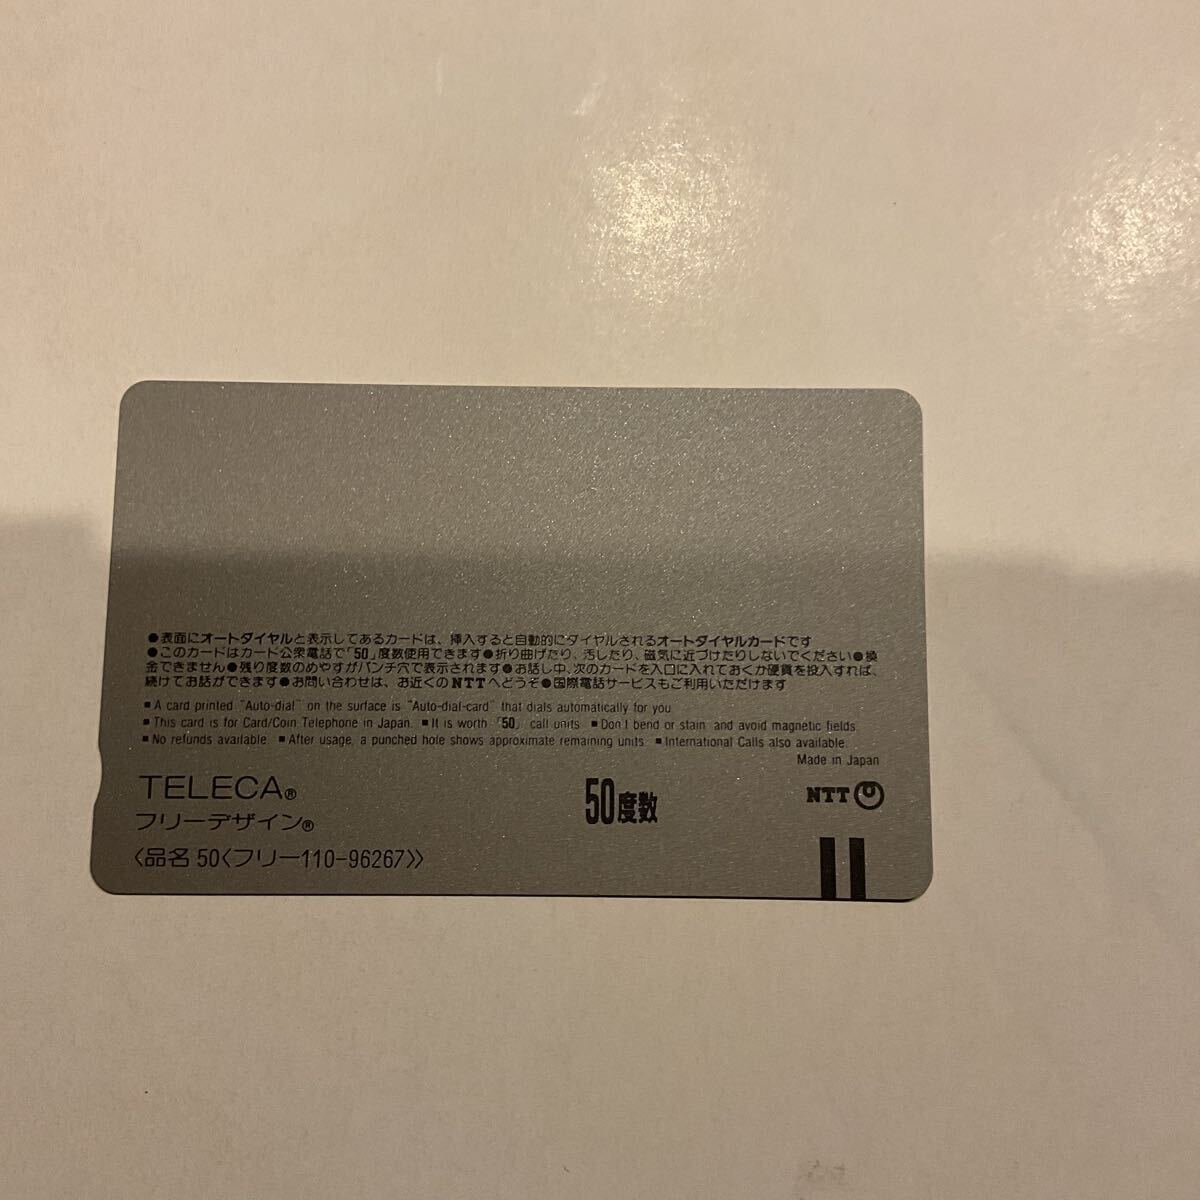 ●表面にオートダイヤルと表示してあるカードは、挿入すると自動的にダイヤルされるオートダイヤルカードです
●このカードはカード公衆電話で「50」度数使用できます●折り曲げたり、汚したり、磁気に近づけたりしないでください●換
金できません●残り度数のめやすがパンチ穴で表示されます●お話し中、次のカードを入口に入れておくか硬貨を投入すれば、
続けてお話ができます●お問い合わせは、お近くのNTTへどうぞ●国際電話サービスもご利用いただけます
■A card printed "Auto-dial" on the surface is "Auto-dial-card" that dials automatically for you.
■This card is for Card/Coin Telephone in Japan. ■It is worth「50」call units. ■Don't bend or stain, and avoid magnetic fields.
■No refunds available. ■After usage, a punched hole shows approximate remaining units. ■International Calls also available.
Made in Japan
TELECA®
フリーデザイン®
〈品名 50〈フリー110-96267〉〉
50度数
NTT